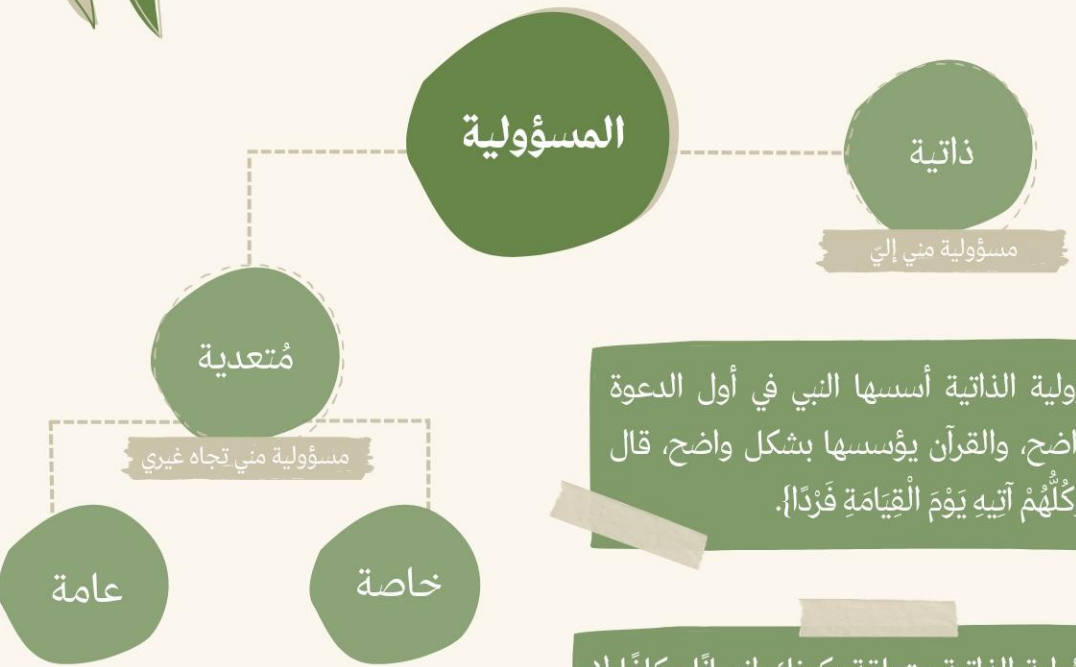 المسؤولية
ذاتية
مسؤولية مني إليّ
مُتعدية
مسؤولية مني تجاه غيري
خاصة
عامة
ولية الذاتية أسسها النبي في أول الدعوة
اضح، والقرآن يؤسسها بشكل واضح، قال
كُلُّهُمْ آتِيهِ يَوْمَ الْقِيَامَةِ فَرْدًا}.